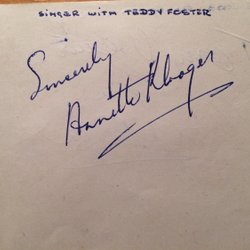 SINGER WITH TEDDY FOSTER
Sincerely
Annette Klooger